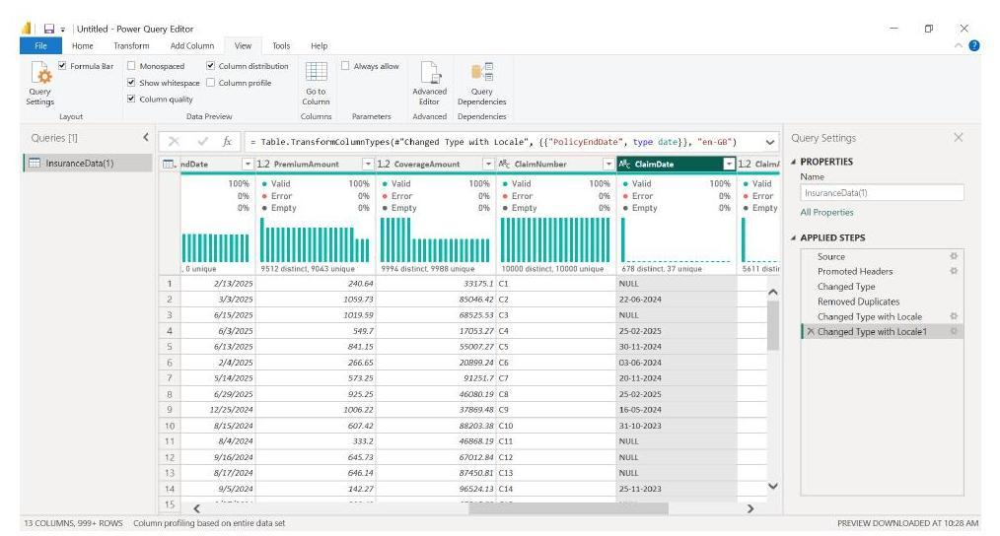 Untitled - Power Query Editor
File Home Transform Add Column View Tools Help
Formula Bar Monospaced Column distribution Always allow
Show whitespace Column profile
Column quality
Query Settings Go to Column Advanced Editor Query Dependencies
Layout Data Preview Columns Parameters Advanced Dependencies
Queries [1]
InsuranceData(1)
fx = Table.TransformColumnTypes(#"Changed Type with Locale", {{"PolicyEndDate", type date}}, "en-GB")
ndDate 1.2 PremiumAmount 1.2 CoverageAmount ABC ClaimNumber ABC ClaimDate 1.2 ClaimA
100% Valid 100% Valid 100% Valid 100% Valid 100% Valid
0% Error 0% Error 0% Error 0% Error 0% Error
0% Empty 0% Empty 0% Empty 0% Empty 0% Empty
, 0 unique 9512 distinct, 9043 unique 9994 distinct, 9988 unique 10000 distinct, 10000 unique 678 distinct, 37 unique 5611 distin
1 2/13/2025 240.64 33175.1 C1 NULL
2 3/3/2025 1059.73 85046.42 C2 22-06-2024
3 6/15/2025 1019.59 68525.53 C3 NULL
4 6/3/2025 549.7 17053.27 C4 25-02-2025
5 6/13/2025 841.15 55007.27 C5 30-11-2024
6 2/4/2025 266.65 20899.24 C6 03-06-2024
7 5/14/2025 573.25 91251.7 C7 20-11-2024
8 6/29/2025 925.25 46080.19 C8 25-02-2025
9 12/25/2024 1006.22 37869.48 C9 16-05-2024
10 8/15/2024 607.42 88203.38 C10 31-10-2023
11 8/4/2024 333.2 46868.19 C11 NULL
12 9/16/2024 645.73 67012.84 C12 NULL
13 8/17/2024 646.14 87450.81 C13 NULL
14 9/5/2024 142.27 96524.13 C14 25-11-2023
15
Query Settings
PROPERTIES
Name
InsuranceData(1)
All Properties
APPLIED STEPS
Source
Promoted Headers
Changed Type
Removed Duplicates
Changed Type with Locale
Changed Type with Locale1
13 COLUMNS, 999+ ROWS Column profiling based on entire data set PREVIEW DOWNLOADED AT 10:28 AM